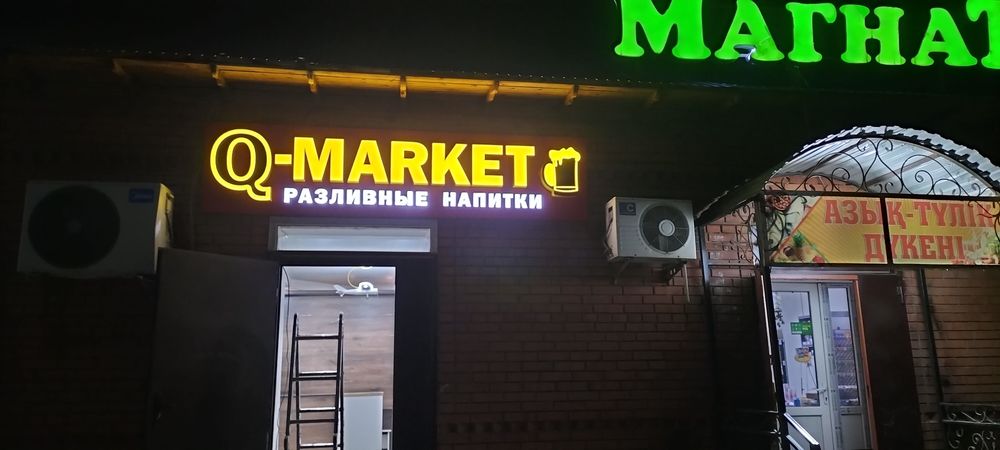 МАГНАТ
Q-MARKET
РАЗЛИВНЫЕ НАПИТКИ
АЗЫҚ-ТҮЛІК
ДҮКЕНІ